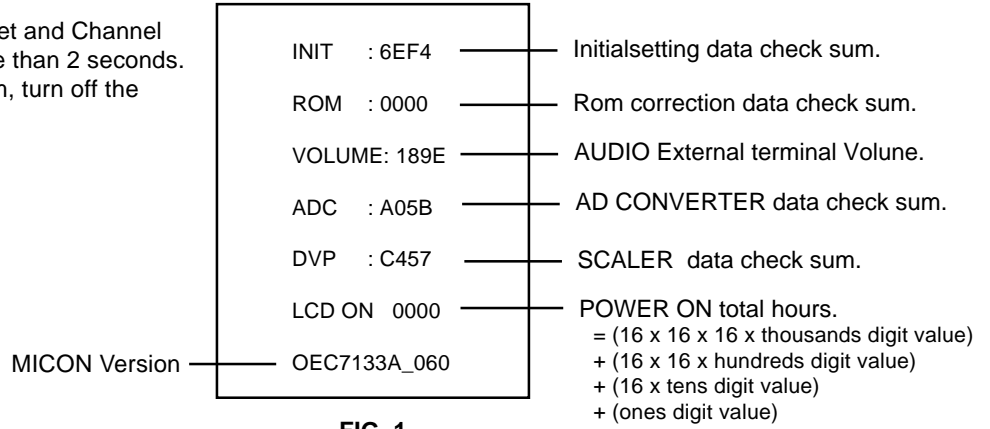 et and Channel
e than 2 seconds.
n, turn off the
INIT : 6EF4
Initialsetting data check sum.
ROM : 0000
Rom correction data check sum.
VOLUME: 189E
AUDIO External terminal Volune.
ADC : A05B
AD CONVERTER data check sum.
DVP : C457
SCALER data check sum.
LCD ON 0000
POWER ON total hours.
= (16 x 16 x 16 x thousands digit value)
+ (16 x 16 x hundreds digit value)
+ (16 x tens digit value)
+ (ones digit value)
MICON Version
OEC7133A_060
FIG. 1